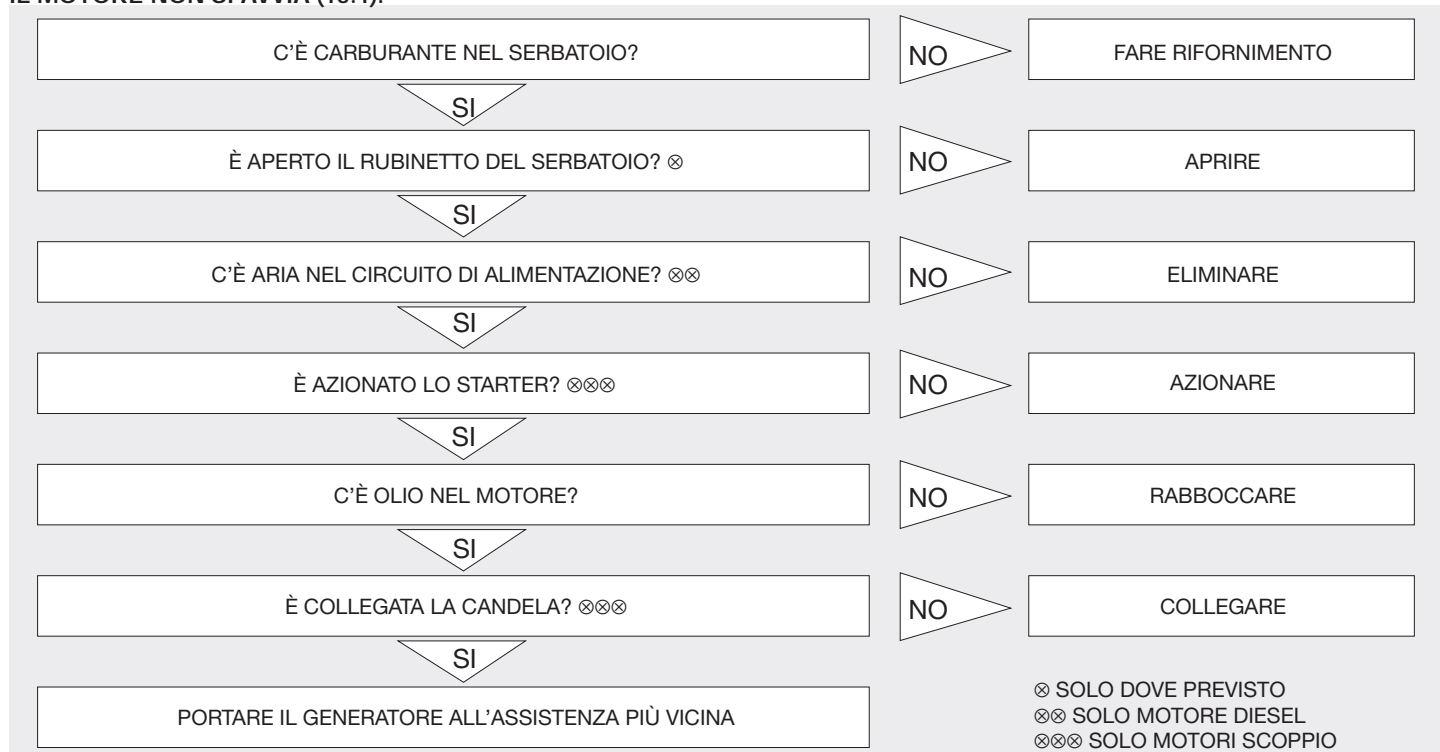 IL MOTORE NON SI AVVIA (10.1).
C'È CARBURANTE NEL SERBATOIO?
NO
FARE RIFORNIMENTO
SI
È APERTO IL RUBINETTO DEL SERBATOIO? ⊗
NO
APRIRE
SI
C'È ARIA NEL CIRCUITO DI ALIMENTAZIONE? ⊗⊗
NO
ELIMINARE
SI
È AZIONATO LO STARTER? ⊗⊗⊗
NO
AZIONARE
SI
C'È OLIO NEL MOTORE?
NO
RABBOCCARE
SI
È COLLEGATA LA CANDELA? ⊗⊗⊗
NO
COLLEGARE
SI
PORTARE IL GENERATORE ALL'ASSISTENZA PIÙ VICINA
⊗ SOLO DOVE PREVISTO
⊗⊗ SOLO MOTORE DIESEL
⊗⊗⊗ SOLO MOTORI SCOPPIO